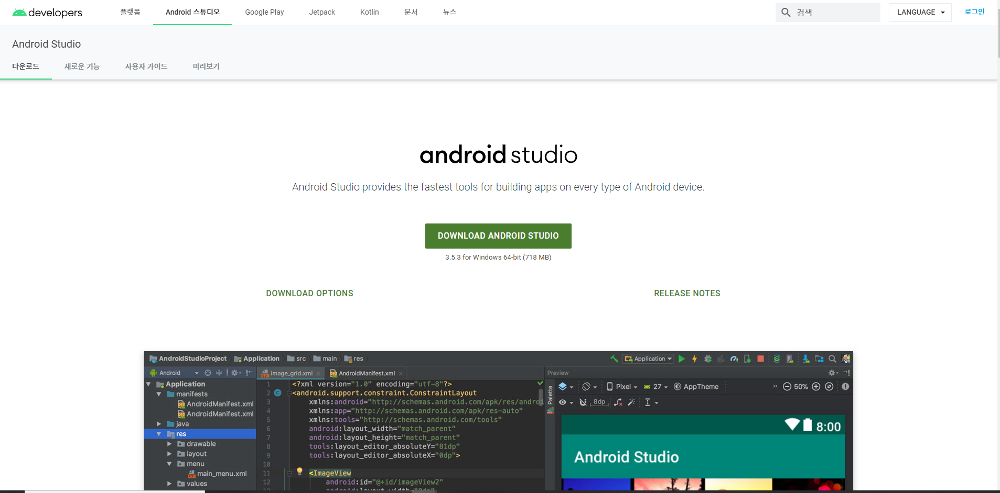 developers 플랫폼 Android 스튜디오 Google Play Jetpack Kotlin 문서 뉴스 검색 LANGUAGE 로그인
Android Studio
다운로드 새로운 기능 사용자 가이드 미리보기
android studio
Android Studio provides the fastest tools for building apps on every type of Android device.
DOWNLOAD ANDROID STUDIO
3.5.3 for Windows 64-bit (718 MB)
DOWNLOAD OPTIONS RELEASE NOTES
AndroidStudioProject Application src main res Application
Android image_grid.xml AndroidManifest.xml Preview
Application
manifests
AndroidManifest.xml
AndroidManifest.xml
java
res
drawable
layout
menu
main_menu.xml
values
1 <?xml version="1.0" encoding="utf-8"?>
2 <android.support.constraint.ConstraintLayout
3 xmlns:android="http://schemas.android.com/apk/res/androi
4 xmlns:app="http://schemas.android.com/apk/res-auto"
5 xmlns:tools="http://schemas.android.com/tools"
6 android:layout_width="match_parent"
7 android:layout_height="match_parent"
8 tools:layout_editor_absoluteY="81dp"
9 tools:layout_editor_absoluteX="0dp">
10
11 <ImageView
12 android:id="@+id/imageView2"
13 android:layout_width="0dp"
Palette
Pixel 27 AppTheme 50%
8dp
8:00
Android Studio